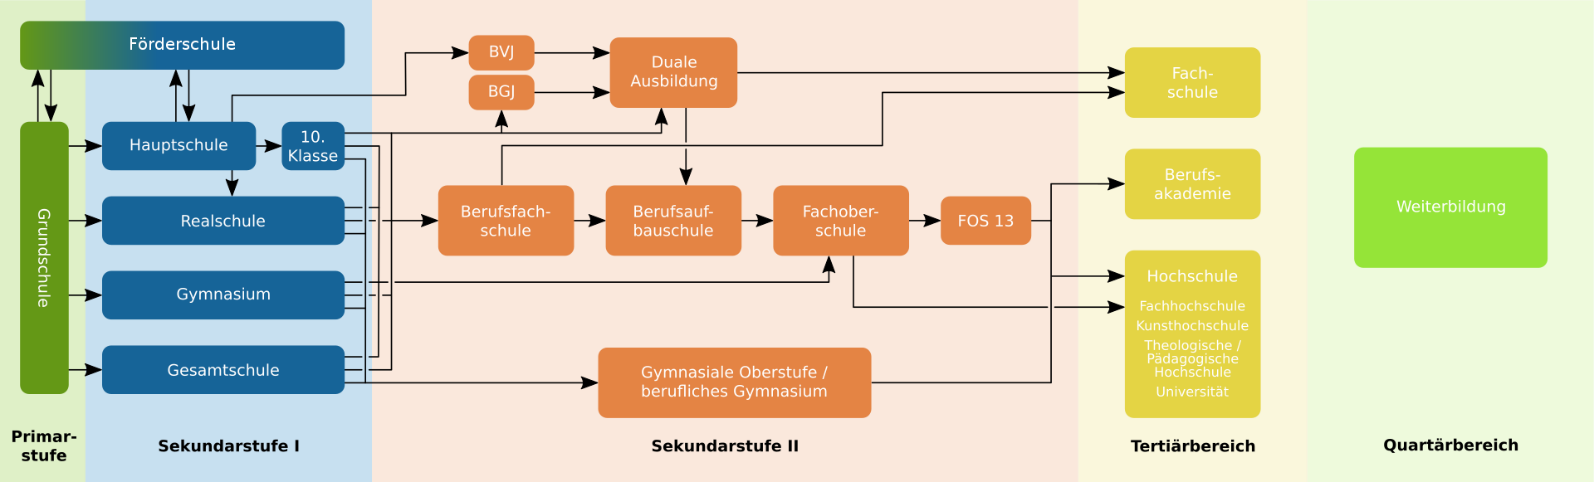 Förderschule
Grundschule
Hauptschule
10.
Klasse
Realschule
Gymnasium
Gesamtschule
BVJ
BGJ
Duale
Ausbildung
Berufsfach-
schule
Berufsauf-
bauschule
Fachober-
schule
FOS 13
Gymnasiale Oberstufe /
berufliches Gymnasium
Fach-
schule
Berufs-
akademie
Hochschule
Fachhochschule
Kunsthochschule
Theologische /
Pädagogische
Hochschule
Universität
Weiterbildung
Primar-
stufe
Sekundarstufe I
Sekundarstufe II
Tertiärbereich
Quartärbereich